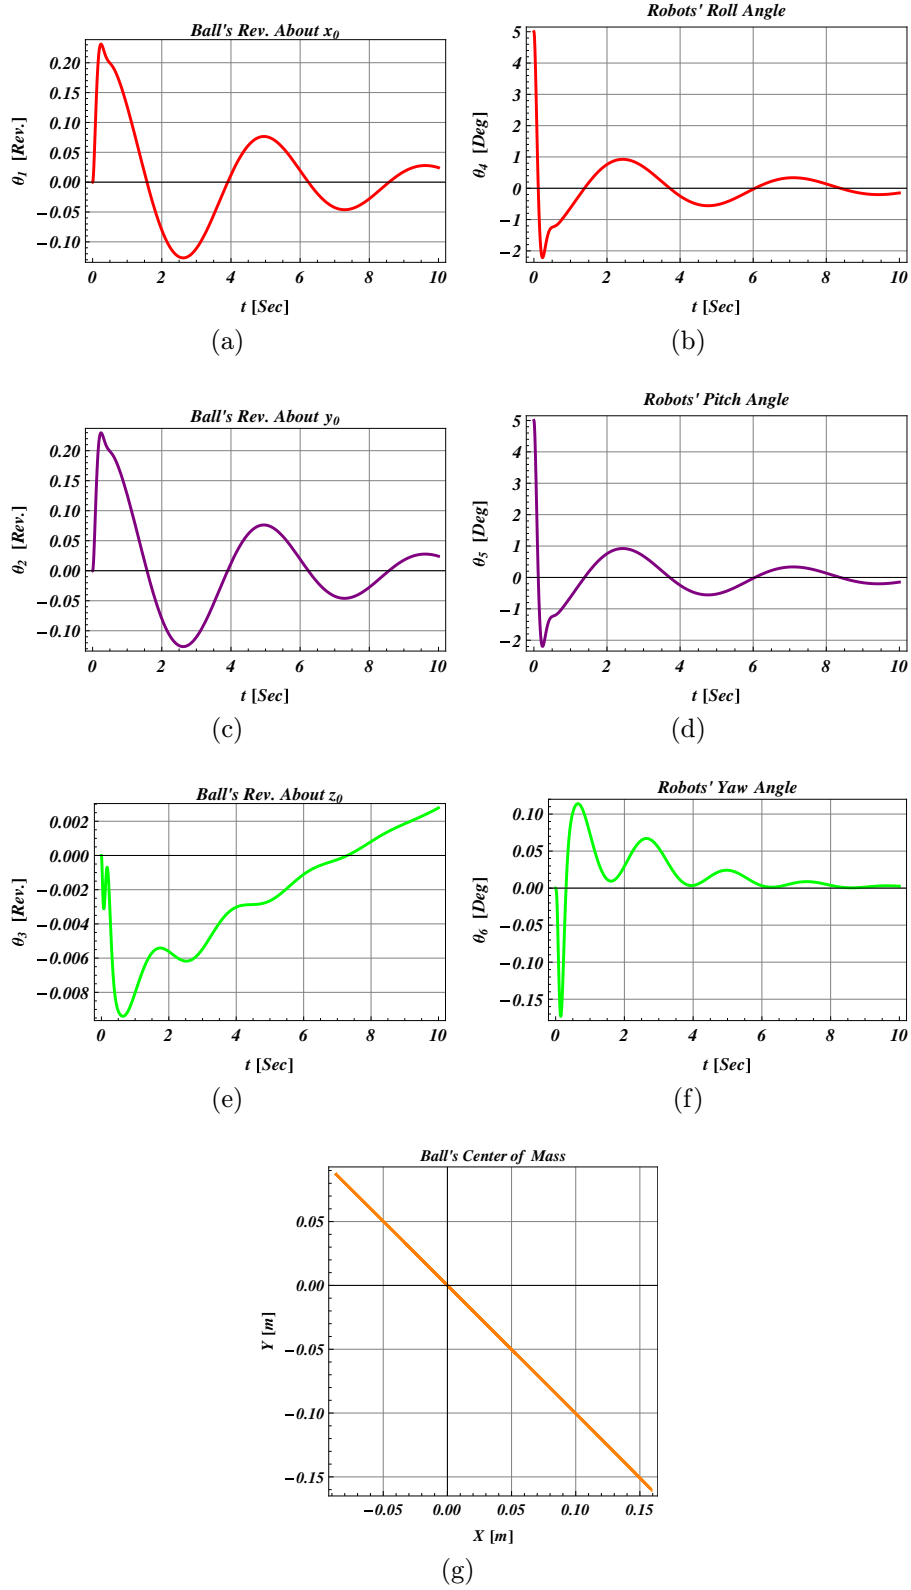 Ball's Rev. About x0
θ1 [Rev.]
0.20
0.15
0.10
0.05
0.00
−0.05
−0.10
0 2 4 6 8 10
t [Sec]
(a)
Robots' Roll Angle
θ4 [Deg]
5
4
3
2
1
0
−1
−2
0 2 4 6 8 10
t [Sec]
(b)
Ball's Rev. About y0
θ2 [Rev.]
0.20
0.15
0.10
0.05
0.00
−0.05
−0.10
0 2 4 6 8 10
t [Sec]
(c)
Robots' Pitch Angle
θ5 [Deg]
5
4
3
2
1
0
−1
−2
0 2 4 6 8 10
t [Sec]
(d)
Ball's Rev. About z0
θ3 [Rev.]
0.002
0.000
−0.002
−0.004
−0.006
−0.008
0 2 4 6 8 10
t [Sec]
(e)
Robots' Yaw Angle
θ6 [Deg]
0.10
0.05
0.00
−0.05
−0.10
−0.15
0 2 4 6 8 10
t [Sec]
(f)
Ball's Center of Mass
Y [m]
0.05
0.00
−0.05
−0.10
−0.15
−0.05 0.00 0.05 0.10 0.15
X [m]
(g)